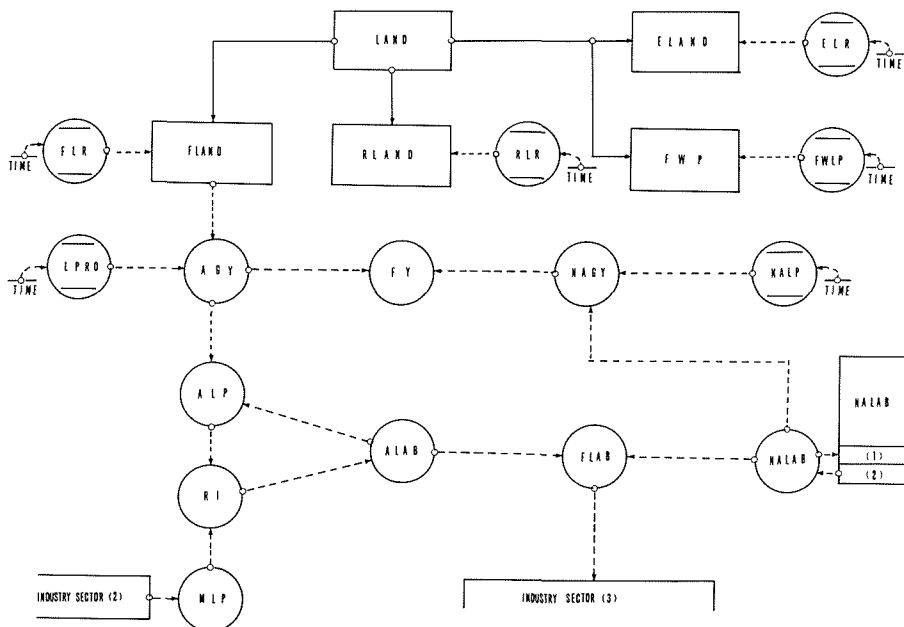 LAND
ELAND
ELR
TIME
FLR
TIME
FLAND
RLAND
RLR
TIME
FWP
FWLP
TIME
LPRO
TIME
AGY
FY
NAGY
NALP
TIME
ALP
NALAB
ALAB
FLAB
NALAB
(1)
(2)
RI
INDUSTRY SECTOR (2)
MLP
INDUSTRY SECTOR (3)